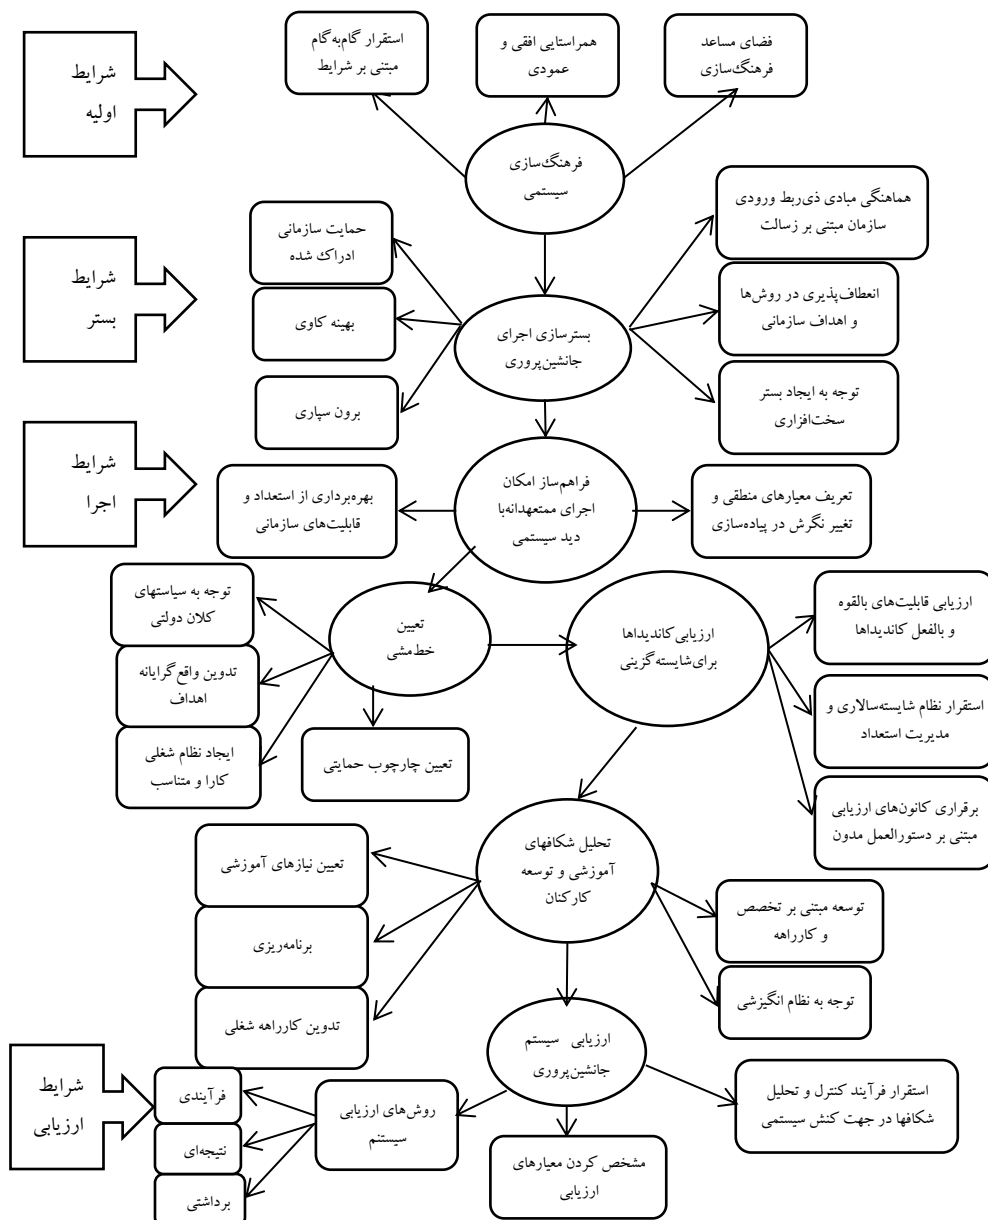 شرایط
اولیه
استقرار گام‌به‌گام
مبتنی بر شرایط
همراستایی افقی و
عمودی
فضای مساعد
فرهنگ‌سازی
فرهنگ‌سازی
سیستمی
شرایط
بستر
حمایت سازمانی
ادراک شده
بهینه کاوی
برون سپاری
بسترسازی اجرای
جانشین‌پروری
هماهنگی مبادی ذی‌ربط ورودی
سازمان مبتنی بر زسالت
انعطاف‌پذیری در روش‌ها
و اهداف سازمانی
توجه به ایجاد بستر
سخت‌افزاری
شرایط
اجرا
بهره‌برداری از استعداد و
قابلیت‌های سازمانی
فراهم‌ساز امکان
اجرای ممتعهدانه‌با
دید سیستمی
تعریف معیارهای منطقی و
تغییر نگرش در پیاده‌سازی
توجه به سیاستهای
کلان دولتی
تدوین واقع‌گرایانه
اهداف
ایجاد نظام شغلی
کارا و متناسب
تعیین
خط‌مشی
تعیین چارچوب حمایتی
ارزیابی‌کاندیداها
برای‌شایسته‌گزینی
ارزیابی قابلیت‌های بالقوه
و بالفعل کاندیداها
استقرار نظام شایسته‌سالاری و
مدیریت استعداد
برقراری کانون‌های ارزیابی
مبتنی بر دستورالعمل مدون
تعیین نیازهای آموزشی
برنامه‌ریزی
تدوین کارراهه شغلی
تحلیل شکافهای
آموزشی و توسعه
کارکنان
توسعه مبتنی بر تخصص
و کارراهه
توجه به نظام انگیزشی
شرایط
ارزیابی
فرآیندی
نتیجه‌ای
برداشتی
روش‌های ارزیابی
سیستنم
ارزیابی سیستم
جانشین‌پروری
مشخص کردن معیارهای
ارزیابی
استقرار فرآیند کنترل و تحلیل
شکافها در جهت کنش سیستمی